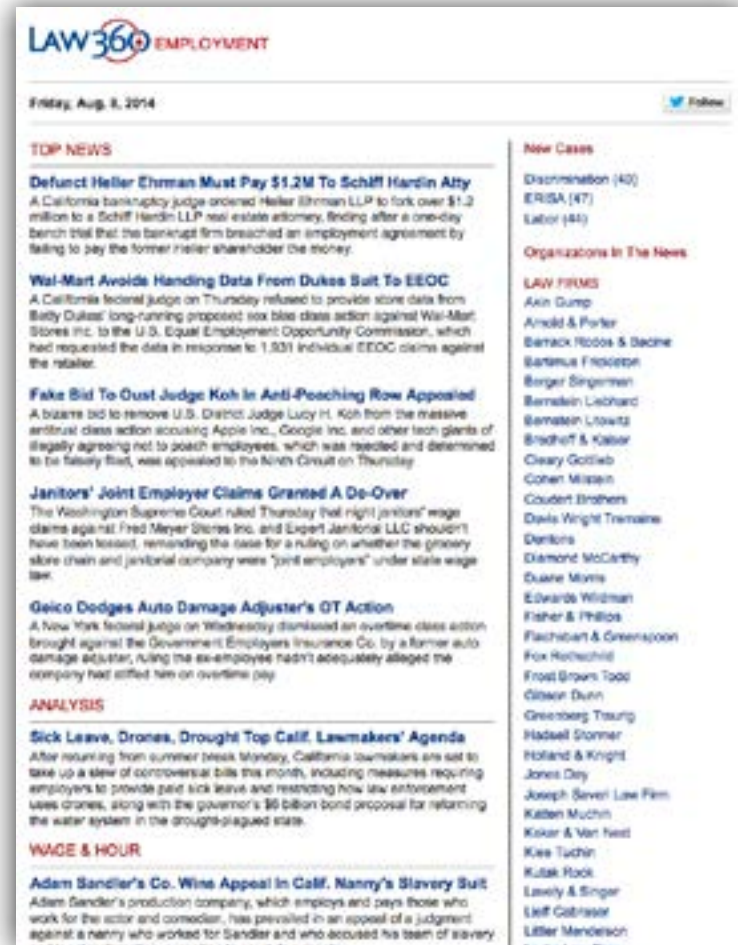 LAW360 EMPLOYMENT
Friday, Aug. 8, 2014
Follow
TOP NEWS
Defunct Heller Ehrman Must Pay $1.2M To Schiff Hardin Atty
A California bankruptcy judge ordered Heller Ehrman LLP to fork over $1.2
million to a Schiff Hardin LLP real estate attorney, finding after a one-day
bench trial that the bankrupt firm breached an employment agreement by
failing to pay the former Heller shareholder the money.
Wal-Mart Avoids Handing Data From Dukes Suit To EEOC
A California federal judge on Thursday refused to provide store data from
Betty Dukes' long-running proposed sex bias class action against Wal-Mart
Stores Inc. to the U.S. Equal Employment Opportunity Commission, which
had requested the data in response to 1,931 individual EEOC claims against
the retailer.
Fake Bid To Oust Judge Koh In Anti-Poaching Row Appealed
A bizarre bid to remove U.S. District Judge Lucy H. Koh from the massive
antitrust class action accusing Apple Inc., Google Inc. and other tech giants of
illegally agreeing not to poach employees, which was rejected and determined
to be falsely filed, was appealed to the Ninth Circuit on Thursday.
Janitors' Joint Employer Claims Granted A Do-Over
The Washington Supreme Court ruled Thursday that night janitors' wage
claims against Fred Meyer Stores Inc. and Expert Janitorial LLC shouldn't
have been tossed, remanding the case for a ruling on whether the grocery
store chain and janitorial company were "joint employers" under state wage
law.
Geico Dodges Auto Damage Adjuster's OT Action
A New York federal judge on Wednesday dismissed an overtime class action
brought against the Government Employees Insurance Co. by a former auto
damage adjuster, ruling the ex-employee hadn't adequately alleged the
company had stiffed him on overtime pay.
ANALYSIS
Sick Leave, Drones, Drought Top Calif. Lawmakers' Agenda
After returning from summer break Monday, California lawmakers are set to
take up a slew of controversial bills this month, including measures requiring
employers to provide paid sick leave and restricting how law enforcement
uses drones, along with the governor's $6 billion bond proposal for reforming
the water system in the drought-plagued state.
WAGE & HOUR
Adam Sandler's Co. Wins Appeal In Calif. Nanny's Slavery Suit
Adam Sandler's production company, which employs and pays those who
work for the actor and comedian, has prevailed in an appeal of a judgment
against a nanny who worked for Sandler and who accused his team of slavery
New Cases
Discrimination (40)
ERISA (47)
Labor (44)
Organizations In The News
LAW FIRMS
Akin Gump
Arnold & Porter
Barrack Rodos & Bacine
Bartimus Frickleton
Berger Singerman
Bernstein Liebhard
Bernstein Litowitz
Bredhoff & Kaiser
Cleary Gottlieb
Cohen Milstein
Coudert Brothers
Davis Wright Tremaine
Dentons
Diamond McCarthy
Duane Morris
Edwards Wildman
Fisher & Phillips
Flachsbart & Greenspoon
Fox Rothschild
Frost Brown Todd
Gibson Dunn
Greenberg Traurig
Hadsell Stormer
Holland & Knight
Jones Day
Joseph Saveri Law Firm
Katten Muchin
Keker & Van Nest
Klee Tuchin
Kutak Rock
Lavely & Singer
Lieff Cabraser
Littler Mendelson